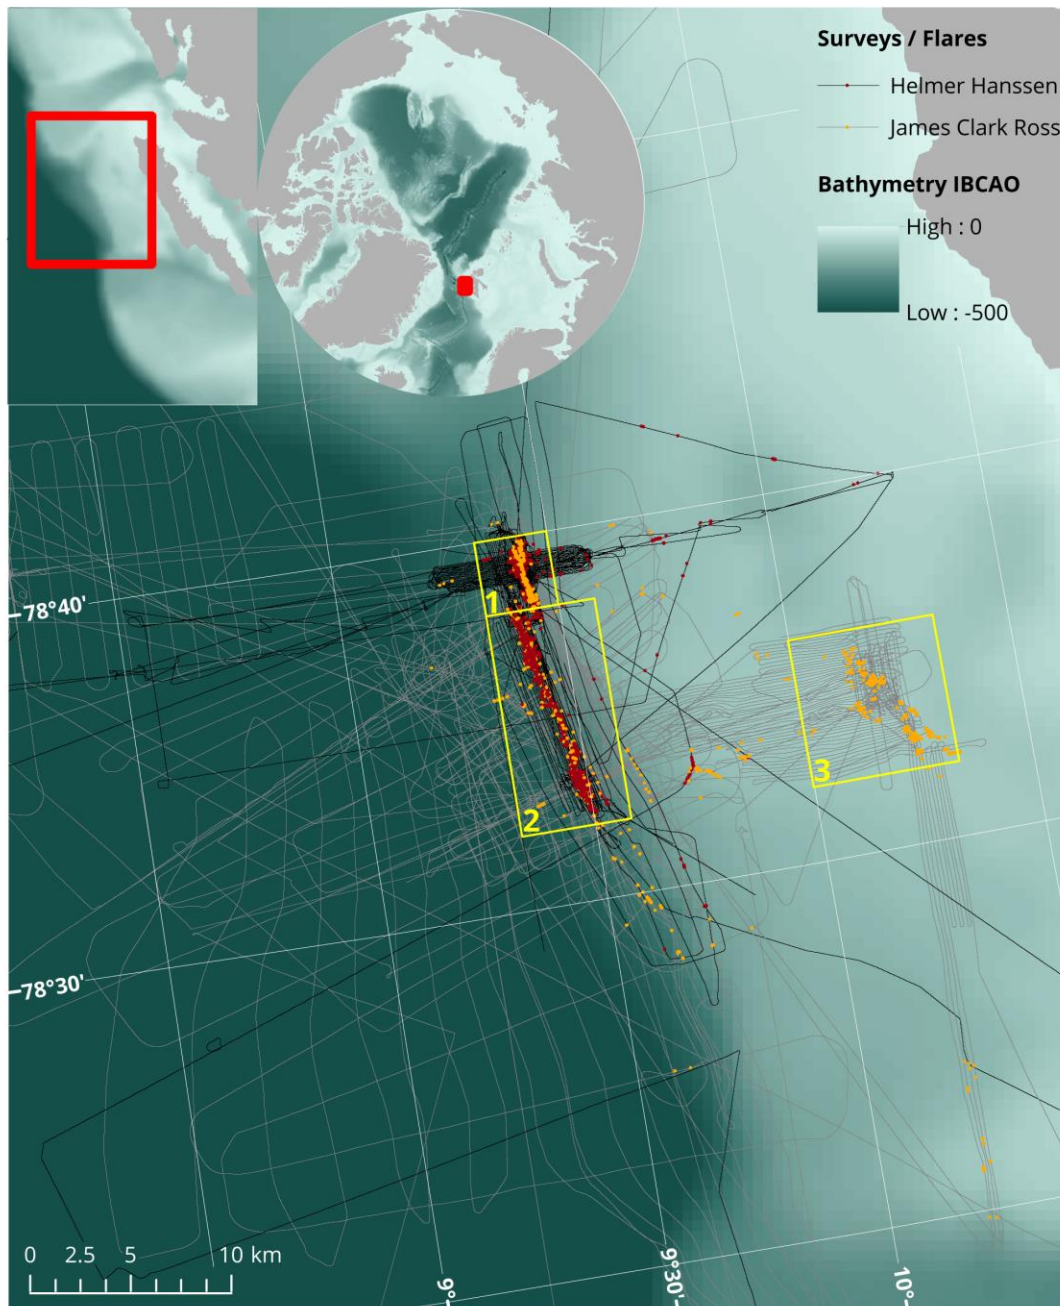 Surveys / Flares
Helmer Hanssen
James Clark Ross
Bathymetry IBCAO
High : 0
Low : -500
78°40'
1
3
2
78°30'
0 2.5 5 10 km
9°
9°30'
10°